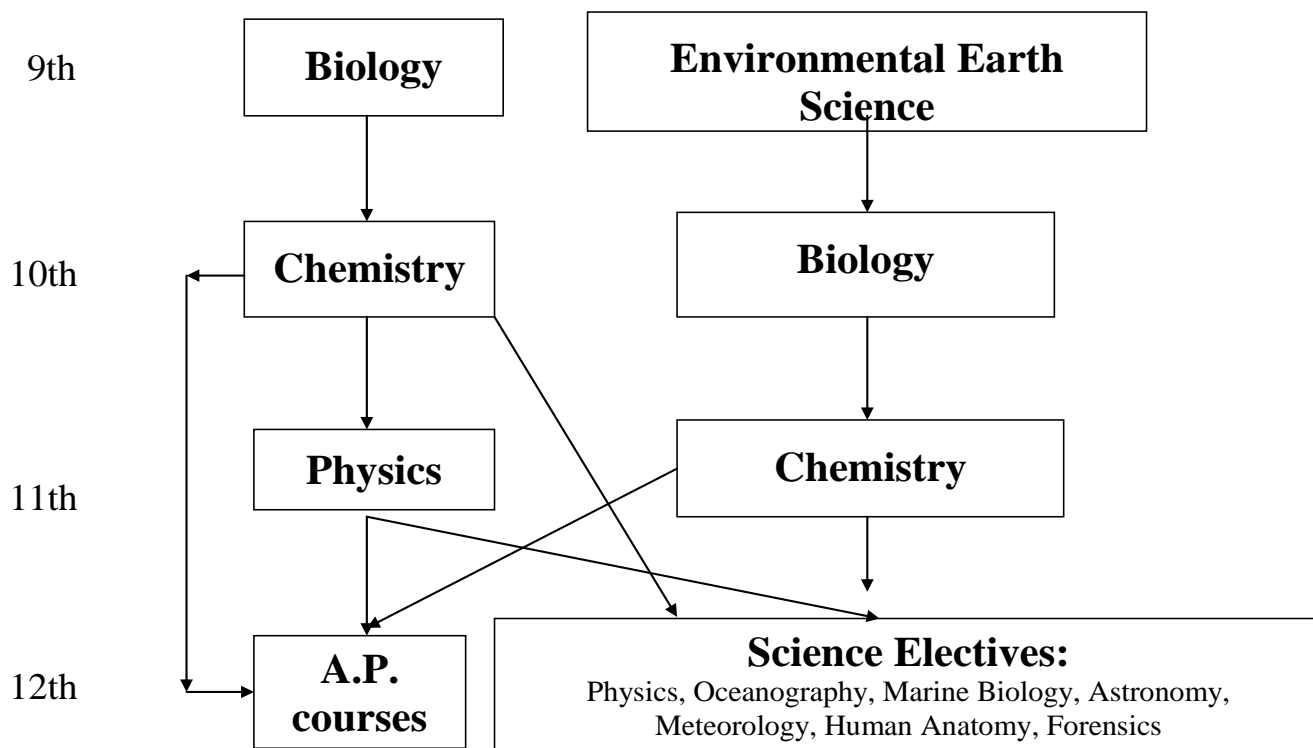 9th
Biology
Environmental Earth
Science
10th
Chemistry
Biology
11th
Physics
Chemistry
12th
A.P.
courses
Science Electives:
Physics, Oceanography, Marine Biology, Astronomy,
Meteorology, Human Anatomy, Forensics